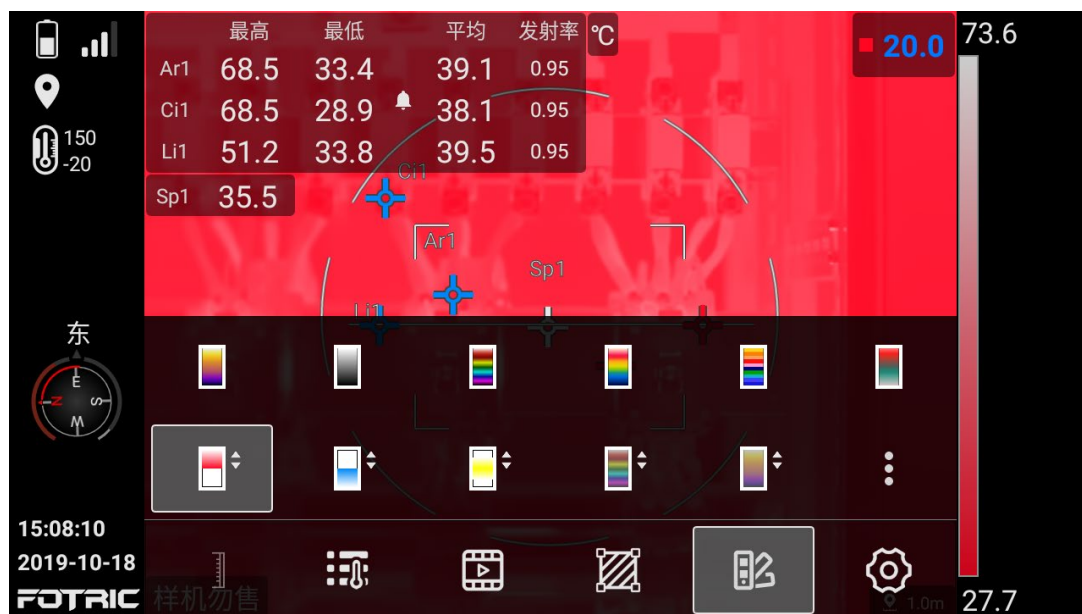 最高 最低 平均 发射率 ℃
Ar1 68.5 33.4 39.1 0.95
Ci1 68.5 28.9 38.1 0.95
Li1 51.2 33.8 39.5 0.95
Sp1 35.5
20.0
73.6
150
-20
Ci1
Ar1
Sp1
Li1
东
E
N S
W
15:08:10
2019-10-18
FOTRIC
样机勿售
1.0m
27.7